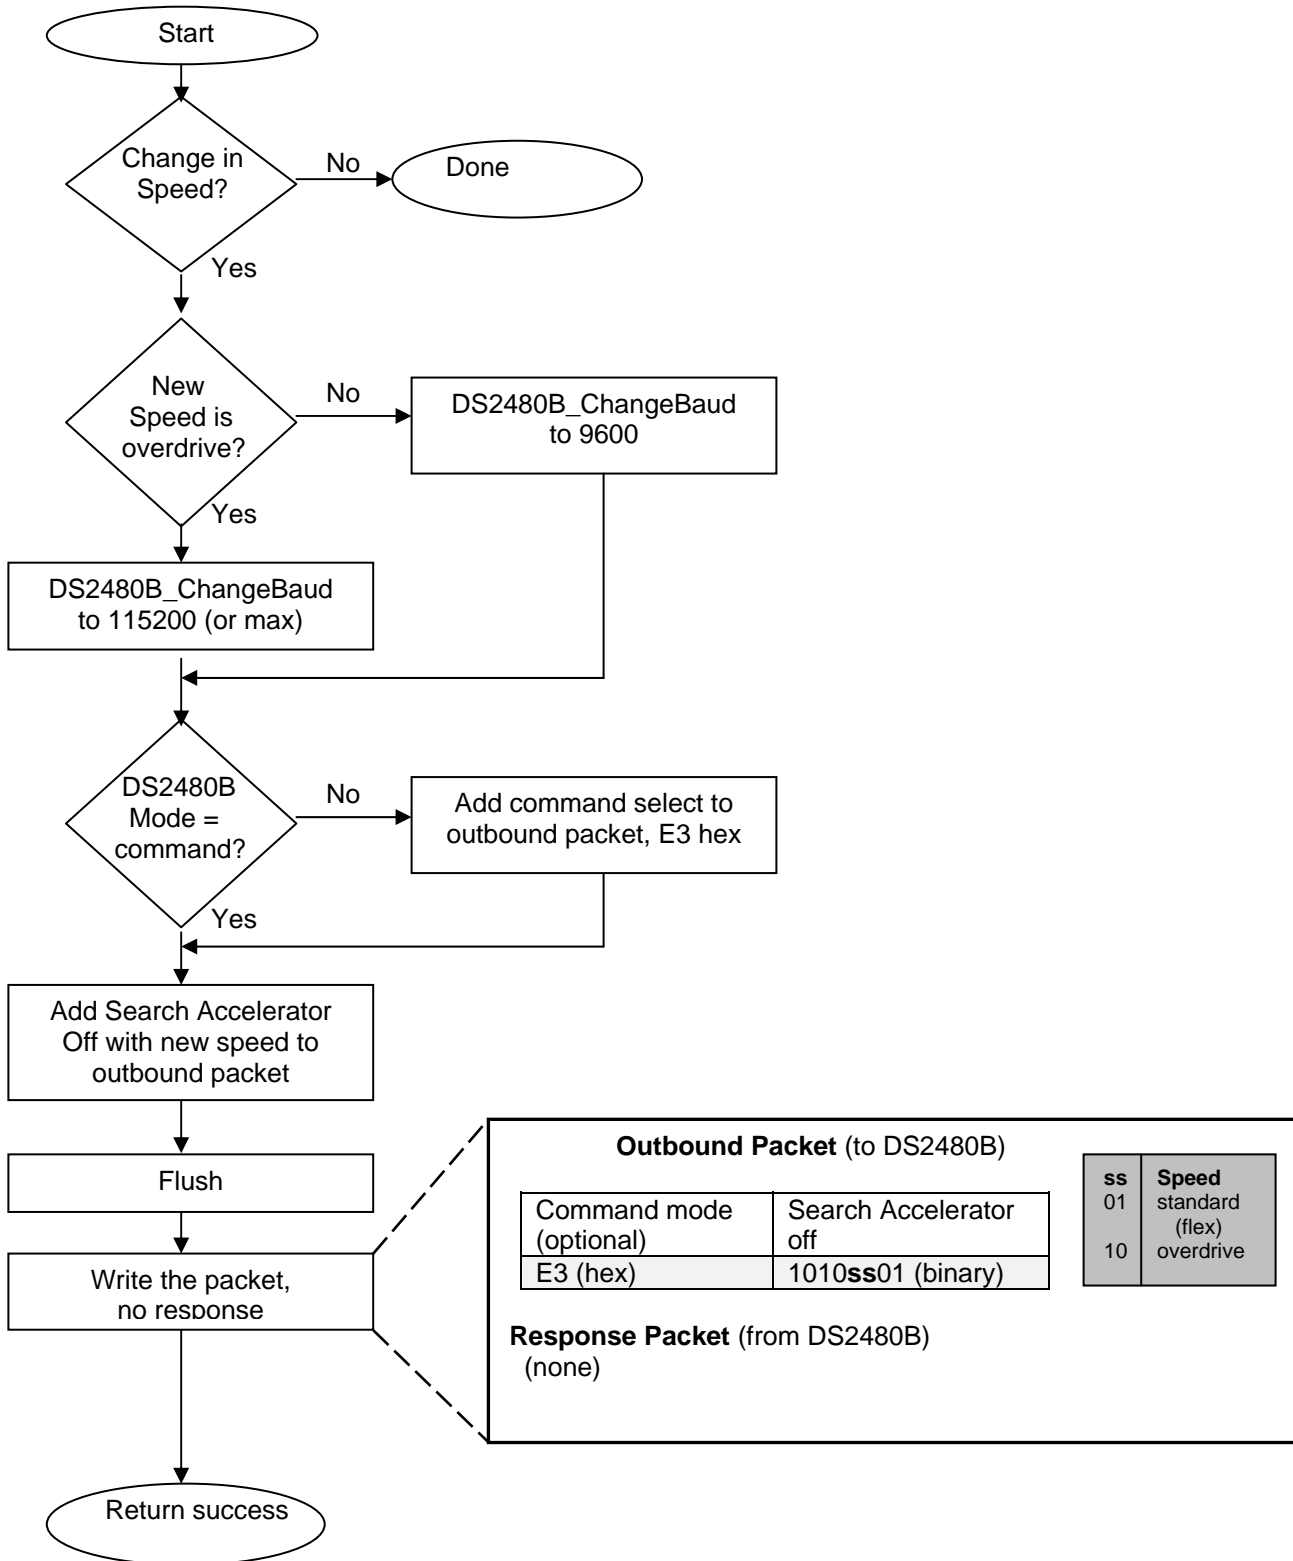 Start
Change in
Speed?
No
Done
Yes
New
Speed is
overdrive?
No
DS2480B_ChangeBaud
to 9600
Yes
DS2480B_ChangeBaud
to 115200 (or max)
DS2480B
Mode =
command?
No
Add command select to
outbound packet, E3 hex
Yes
Add Search Accelerator
Off with new speed to
outbound packet
Flush
Write the packet,
no response
Outbound Packet (to DS2480B)
Command mode
(optional)
Search Accelerator
off
E3 (hex)
1010ss01 (binary)
ss Speed
01 standard
(flex)
10 overdrive
Response Packet (from DS2480B)
(none)
Return success